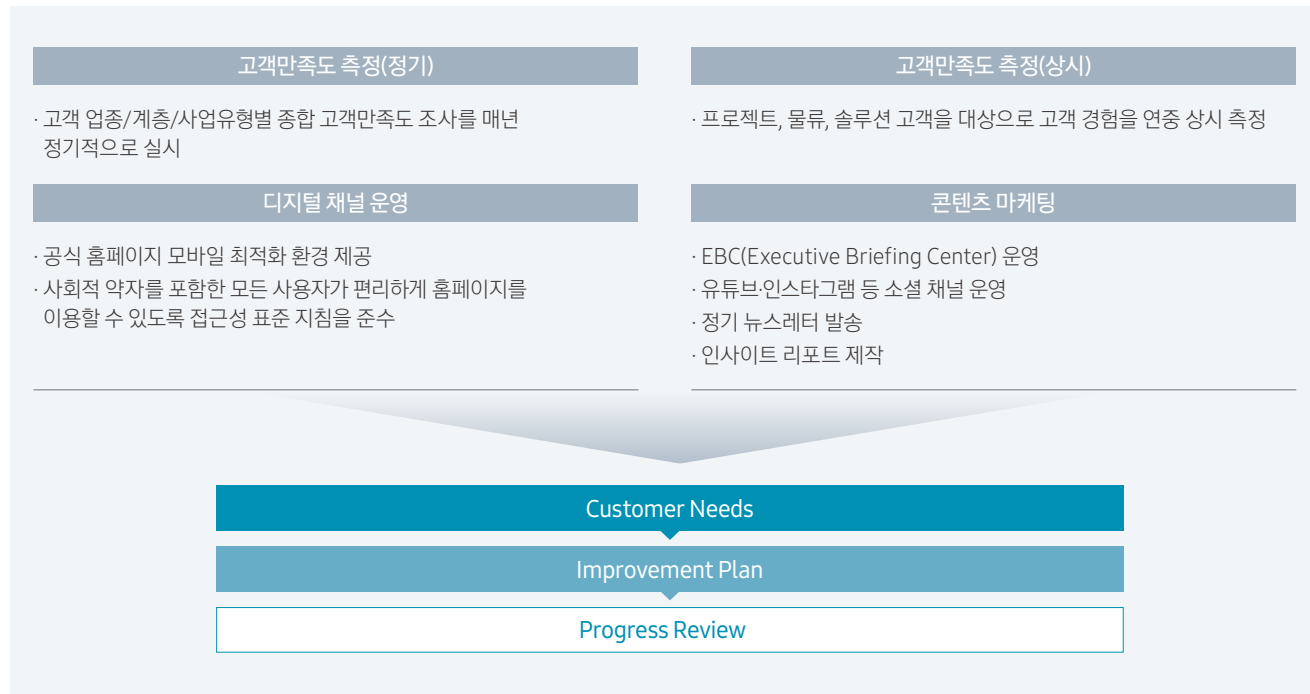 고객만족도 측정(정기)
· 고객 업종/계층/사업유형별 종합 고객만족도 조사를 매년
정기적으로 실시
고객만족도 측정(상시)
· 프로젝트, 물류, 솔루션 고객을 대상으로 고객 경험을 연중 상시 측정
디지털 채널 운영
· 공식 홈페이지 모바일 최적화 환경 제공
· 사회적 약자를 포함한 모든 사용자가 편리하게 홈페이지를
이용할 수 있도록 접근성 표준 지침을 준수
콘텐츠 마케팅
· EBC(Executive Briefing Center) 운영
· 유튜브·인스타그램 등 소셜 채널 운영
· 정기 뉴스레터 발송
· 인사이트 리포트 제작
Customer Needs
Improvement Plan
Progress Review